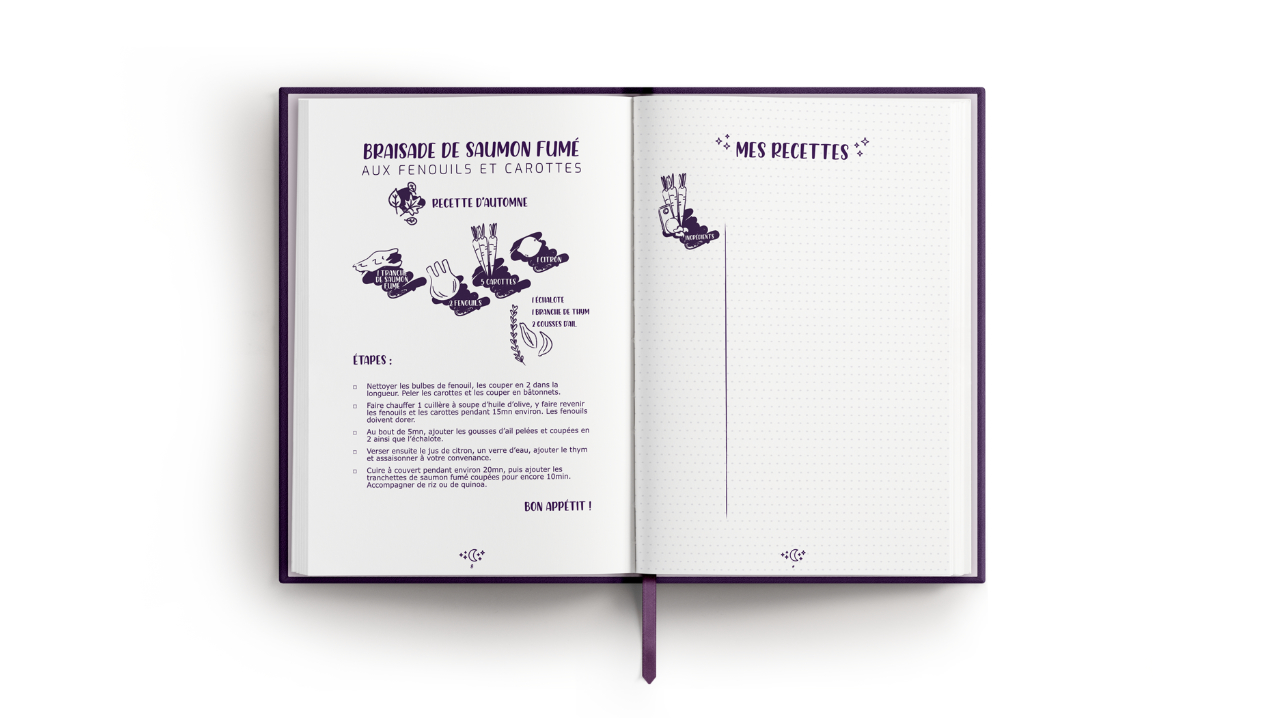 BRAISADE DE SAUMON FUMÉ
AUX FENOUILS ET CAROTTES
RECETTE D'AUTOMNE
1 TRANCHE
DE SAUMON
FUMÉ
2 FENOUILS
5 CAROTTES
1 CITRON
1 ÉCHALOTE
1 BRANCHE DE THYM
2 GOUSSES D'AIL
ÉTAPES :
Nettoyer les bulbes de fenouil, les couper en 2 dans la
longueur. Peler les carottes et les couper en bâtonnets.
Faire chauffer 1 cuillère à soupe d'huile d'olive, y faire revenir
les fenouils et les carottes pendant 15mn environ. Les fenouils
doivent dorer.
Au bout de 5mn, ajouter les gousses d'ail pelées et coupées en
2 ainsi que l'échalote.
Verser ensuite le jus de citron, un verre d'eau, ajouter le thym
et assaisonner à votre convenance.
Cuire à couvert pendant environ 20mn, puis ajouter les
tranchettes de saumon fumé coupées pour encore 10min.
Accompagner de riz ou de quinoa.
BON APPÉTIT !
MES RECETTES
INGRÉDIENTS